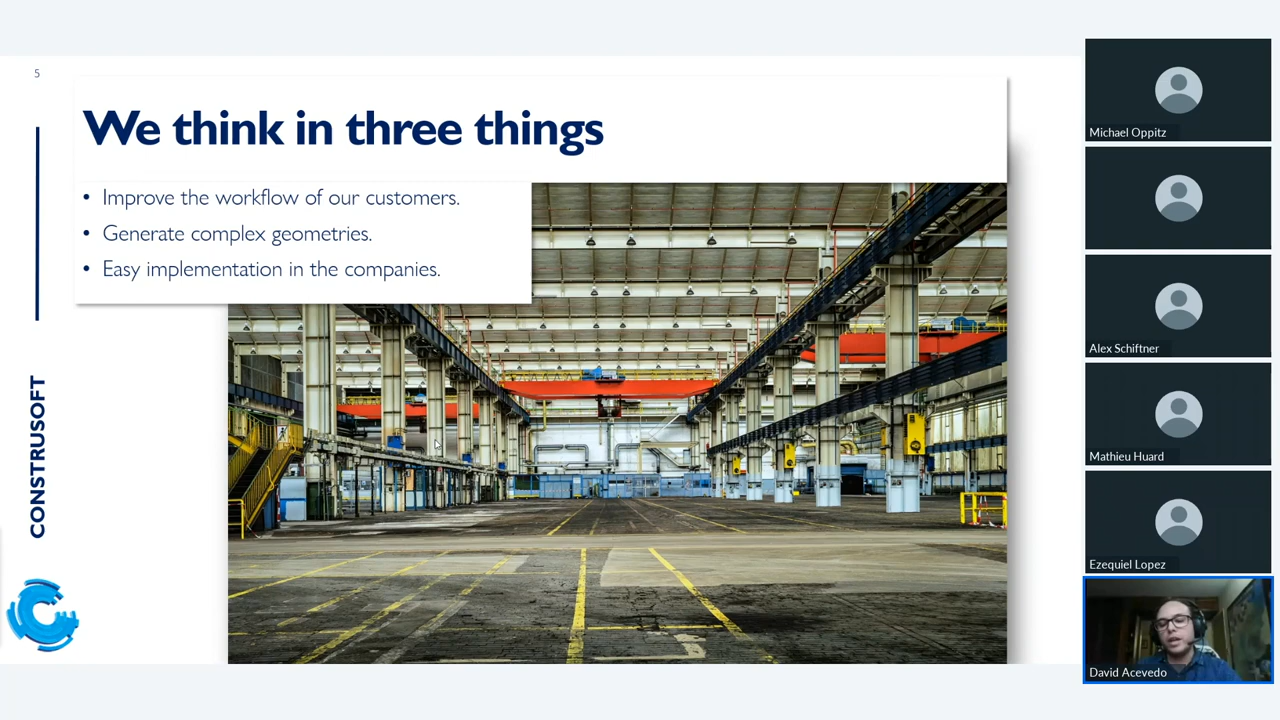 5
We think in three things
• Improve the workflow of our customers.
• Generate complex geometries.
• Easy implementation in the companies.
CONSTRUSOFT
Michael Oppitz
Alex Schiftner
Mathieu Huard
Ezequiel Lopez
David Acevedo